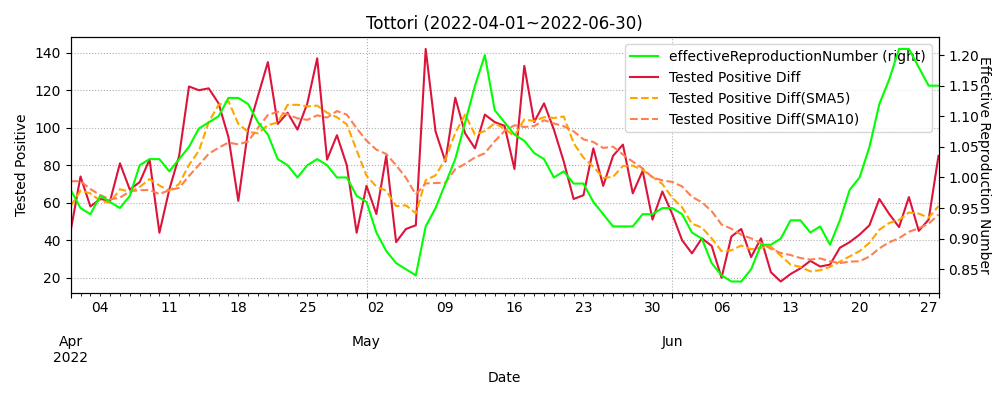 Tottori (2022-04-01~2022-06-30)
effectiveReproductionNumber (right)
Tested Positive Diff
Tested Positive Diff(SMA5)
Tested Positive Diff(SMA10)
Tested Positive
140
120
100
80
60
40
20
1.20
1.15
1.10
1.05
1.00
0.95
0.90
0.85
Effective Reproduction Number
04 11 18 25 02 09 16 23 30 06 13 20 27
Apr May Jun
2022
Date